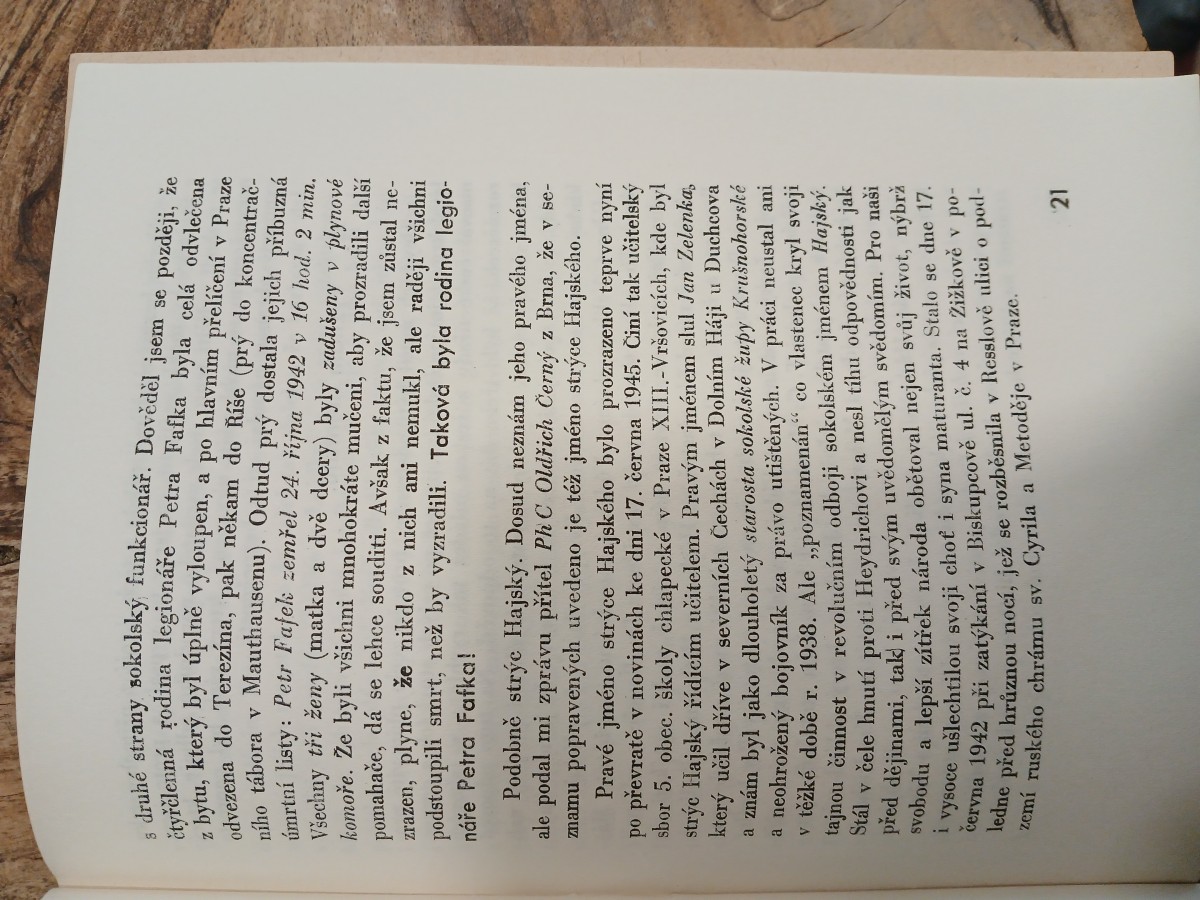 s druhé strany sokolský funkcionář. Dověděl jsem se později, že
čtyřčlenná rodina legionáře Petra Fafka byla celá odvlečena
z bytu, který byl úplně vyloupen, a po hlavním přelíčení v Praze
odvezena do Terezína, pak někam do Říše (prý do koncentrač-
ního tábora v Mauthausenu). Odtud prý dostala jejich příbuzná
úmrtní listy: Petr Fafek zemřel 24. října 1942 v 16 hod. 2 min.
Všechny tři ženy (matka a dvě dcery) byly zadušeny v plynové
komoře. Že byli všichni mnohokráte mučeni, aby prozradili další
pomahače, dá se lehce souditi. Avšak z faktu, že jsem zůstal ne-
zrazen, plyne, že nikdo z nich ani nemukl, ale raději všichni
podstoupili smrt, než by vyzradili. Taková byla rodina legio-
náře Petra Fafka!
Podobně strýc Hajský. Dosud neznám jeho pravého jména,
ale podal mi zprávu přítel PhC Oldřich Černý z Brna, že v se-
znamu popravených uvedeno je též jméno strýce Hajského.
Pravé jméno strýce Hajského bylo prozrazeno teprve nyní
po převratě v novinách ke dni 17. června 1945. Činí tak učitelský
sbor 5. obec. školy chlapecké v Praze XIII.-Vršovicích, kde byl
strýc Hajský řídícím učitelem. Pravým jménem slul Jan Zelenka,
který učil dříve v severních Čechách v Dolním Háji u Duchcova
a znám byl jako dlouholetý starosta sokolské župy Krušnohorské
a neohrožený bojovník za právo utištěných. V práci neustal ani
v těžké době r. 1938. Ale „poznamenán“ co vlastenec kryl svoji
tajnou činnost v revolučním odboji sokolském jménem Hajský.
Stál v čele hnutí proti Heydrichovi a nesl tíhu odpovědnosti jak
před dějinami, tak i před svým uvědomělým svědomím. Pro naši
svobodu a lepší zítřek národa obětoval nejen svůj život, nýbrž
i vysoce ušlechtilou svoji choť i syna maturanta. Stalo se dne 17.
června 1942 při zatýkání v Biskupcově ul. č. 4 na Žižkově v po-
ledne před hrůznou nocí, jež se rozběsnila v Resslově ulici o pod-
zemí ruského chrámu sv. Cyrila a Metoděje v Praze.
21